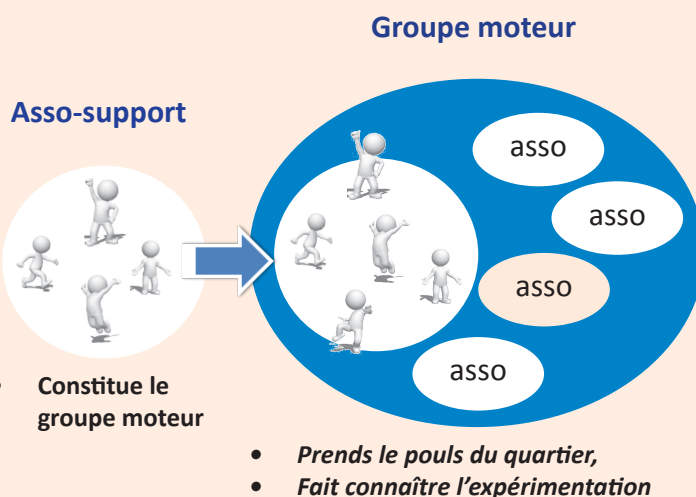 Groupe moteur
Asso-support
asso
asso
asso
asso
• Constitue le
groupe moteur
• Prends le pouls du quartier,
• Fait connaître l’expérimentation